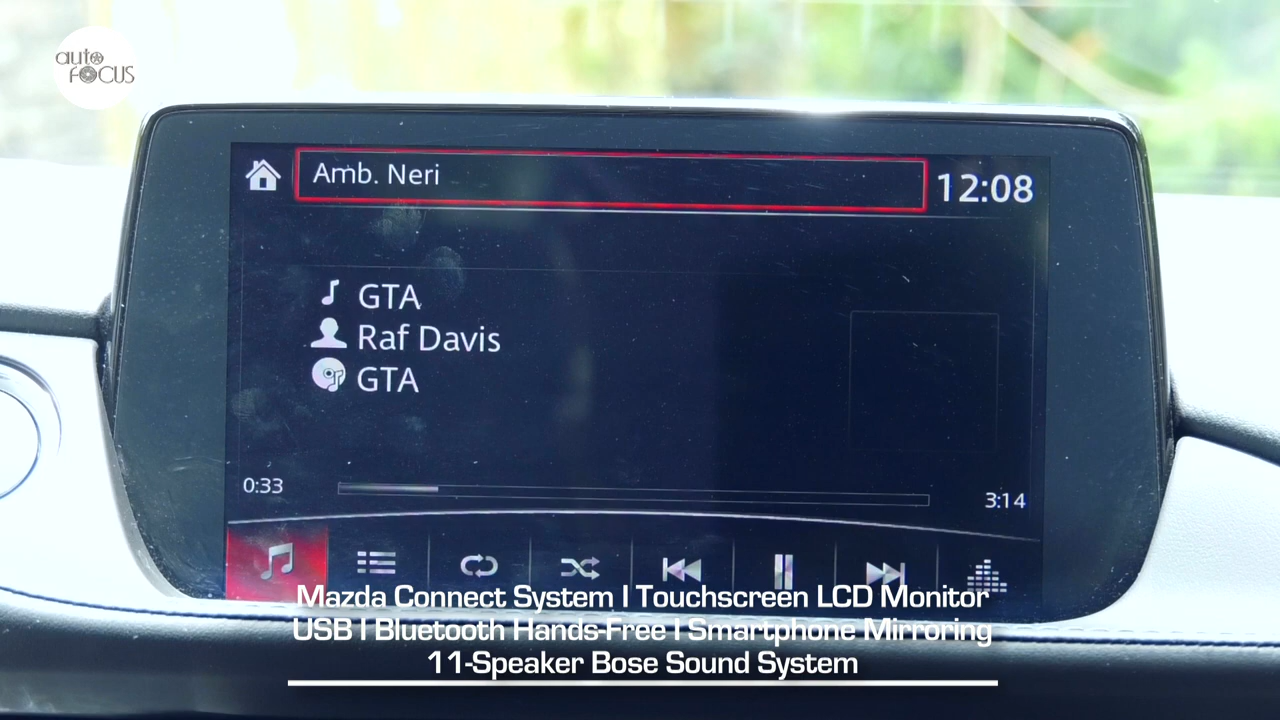 auto
FOCUS
Amb. Neri
12:08
GTA
Raf Davis
GTA
0:33
3:14
Mazda Connect System | Touchscreen LCD Monitor
USB | Bluetooth Hands-Free | Smartphone Mirroring
11-Speaker Bose Sound System